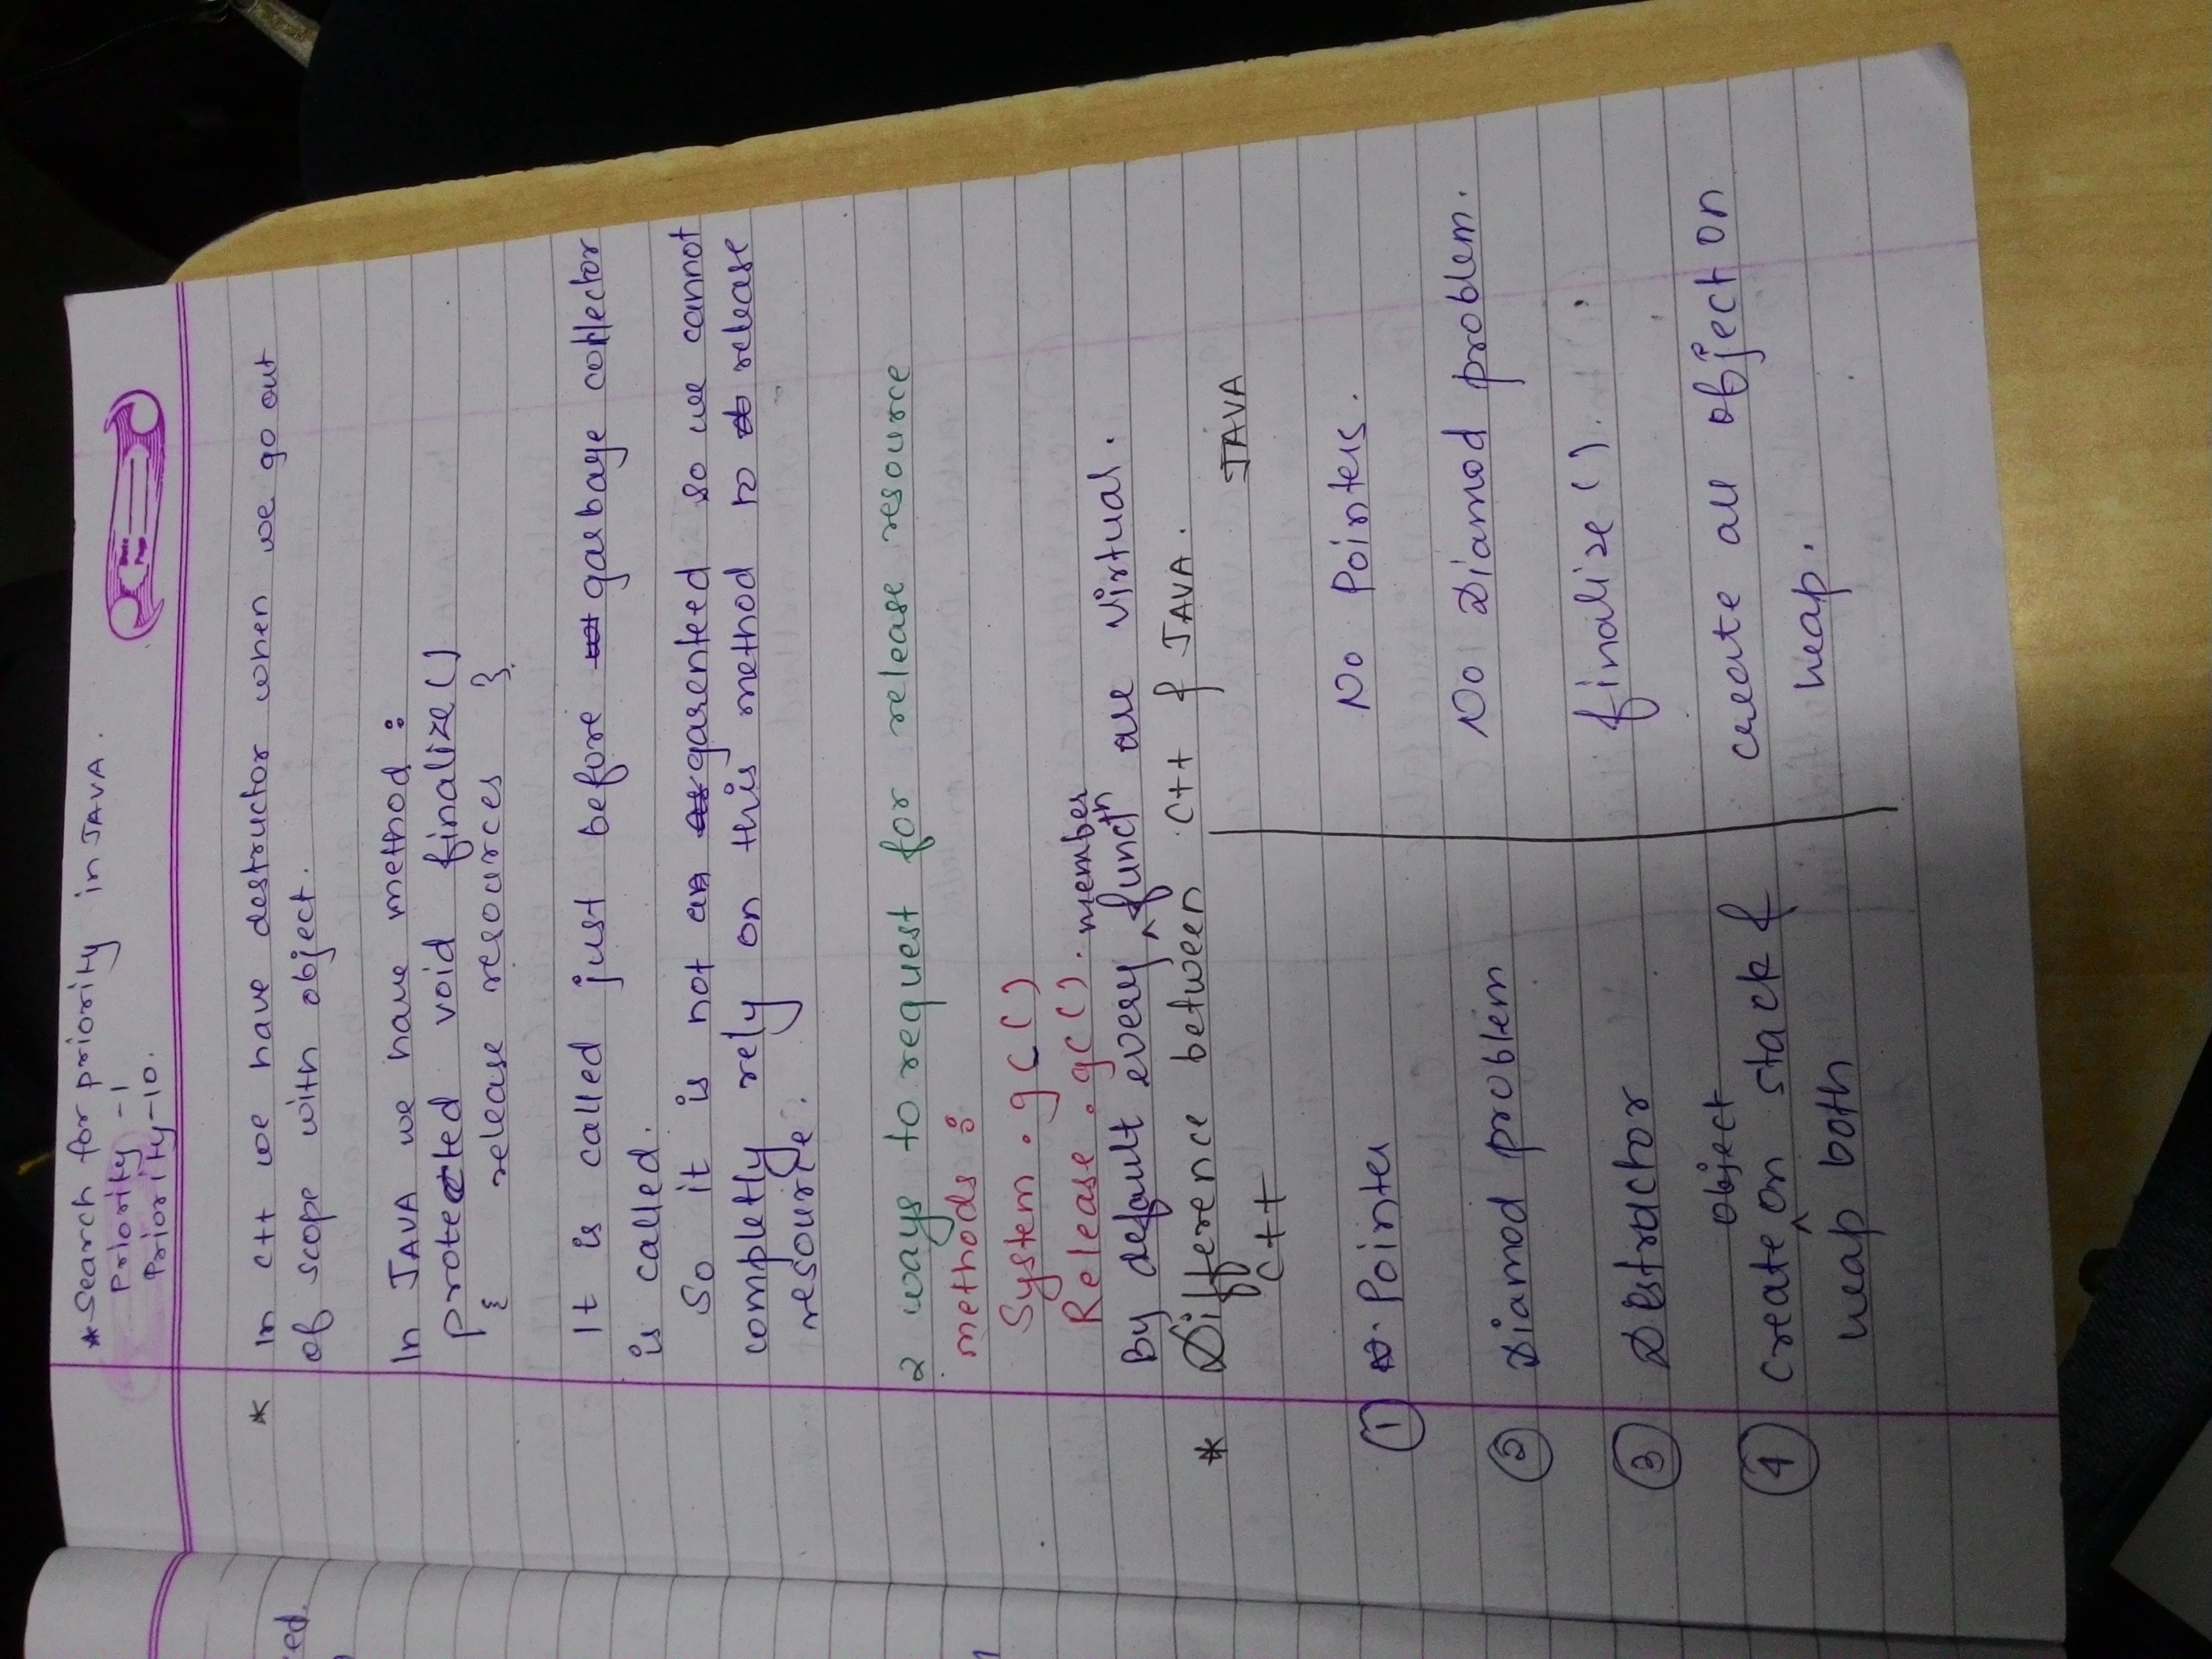 * Search for priority in JAVA.
Priority -1
Priority -10.
Date
Page
ed.
* In C++ we have destructor when we go out
of scope with object.
In JAVA we have method :
protected void finalize()
{ release resources }
It is called just before garbage collector
is called.
So it is not garenteed so we cannot
completly rely on this method to release
resource.
2 ways to request for release resource
methods :
System . gc ()
Release . gc ().
By default every member functn are virtual.
* Difference between C++ & JAVA.
C++ JAVA
① Pointer No Pointers.
② Diamod problem No Diamod problem.
③ Destructor finalize ().
④ create object on stack & create all object on
heap both heap.